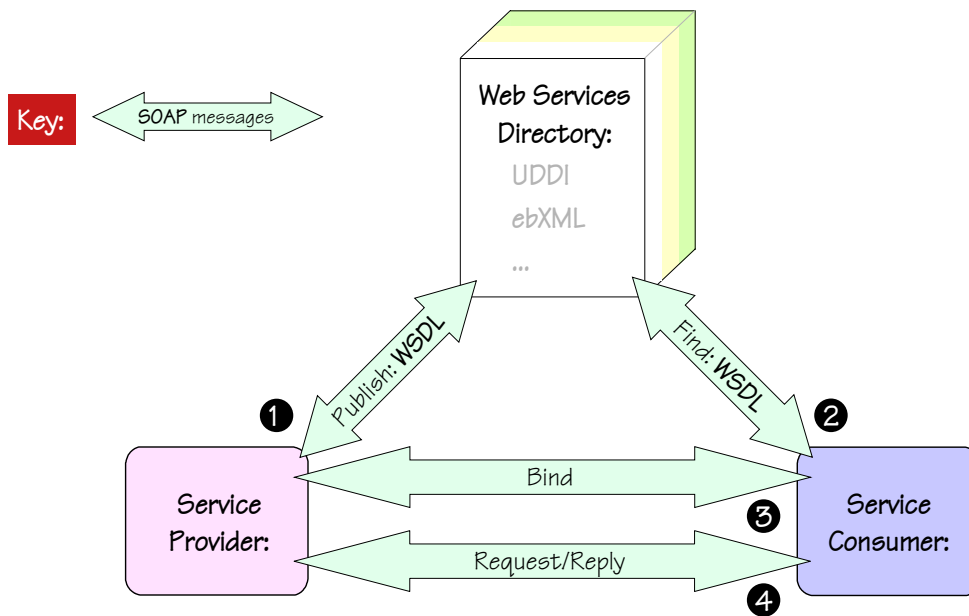 Web Services
Directory:
UDDI
ebXML
...
Key:
SOAP messages
Publish: WSDL
Find: WSDL
1
2
Service
Provider:
Bind
Service
Consumer:
3
Request/Reply
4